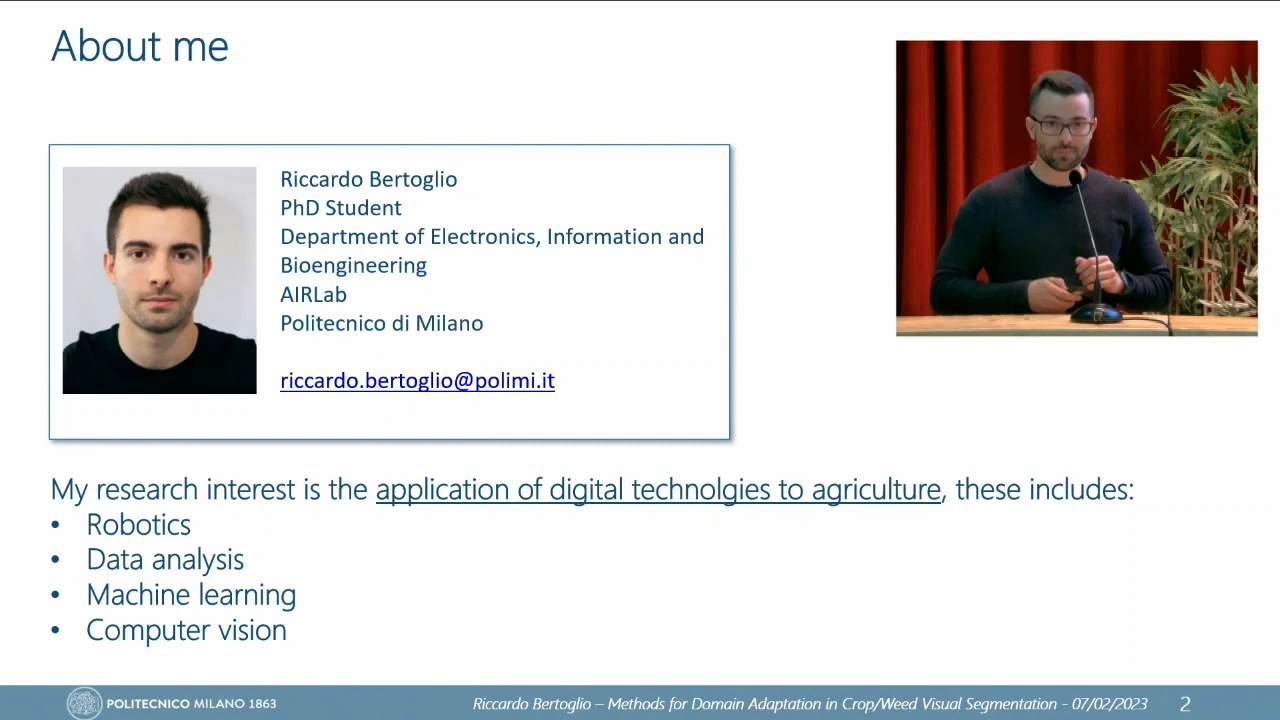 About me
Riccardo Bertoglio
PhD Student
Department of Electronics, Information and
Bioengineering
AIRLab
Politecnico di Milano
riccardo.bertoglio@polimi.it
My research interest is the application of digital technolgies to agriculture, these includes:
• Robotics
• Data analysis
• Machine learning
• Computer vision
POLITECNICO MILANO 1863
Riccardo Bertoglio – Methods for Domain Adaptation in Crop/Weed Visual Segmentation - 07/02/2023
2